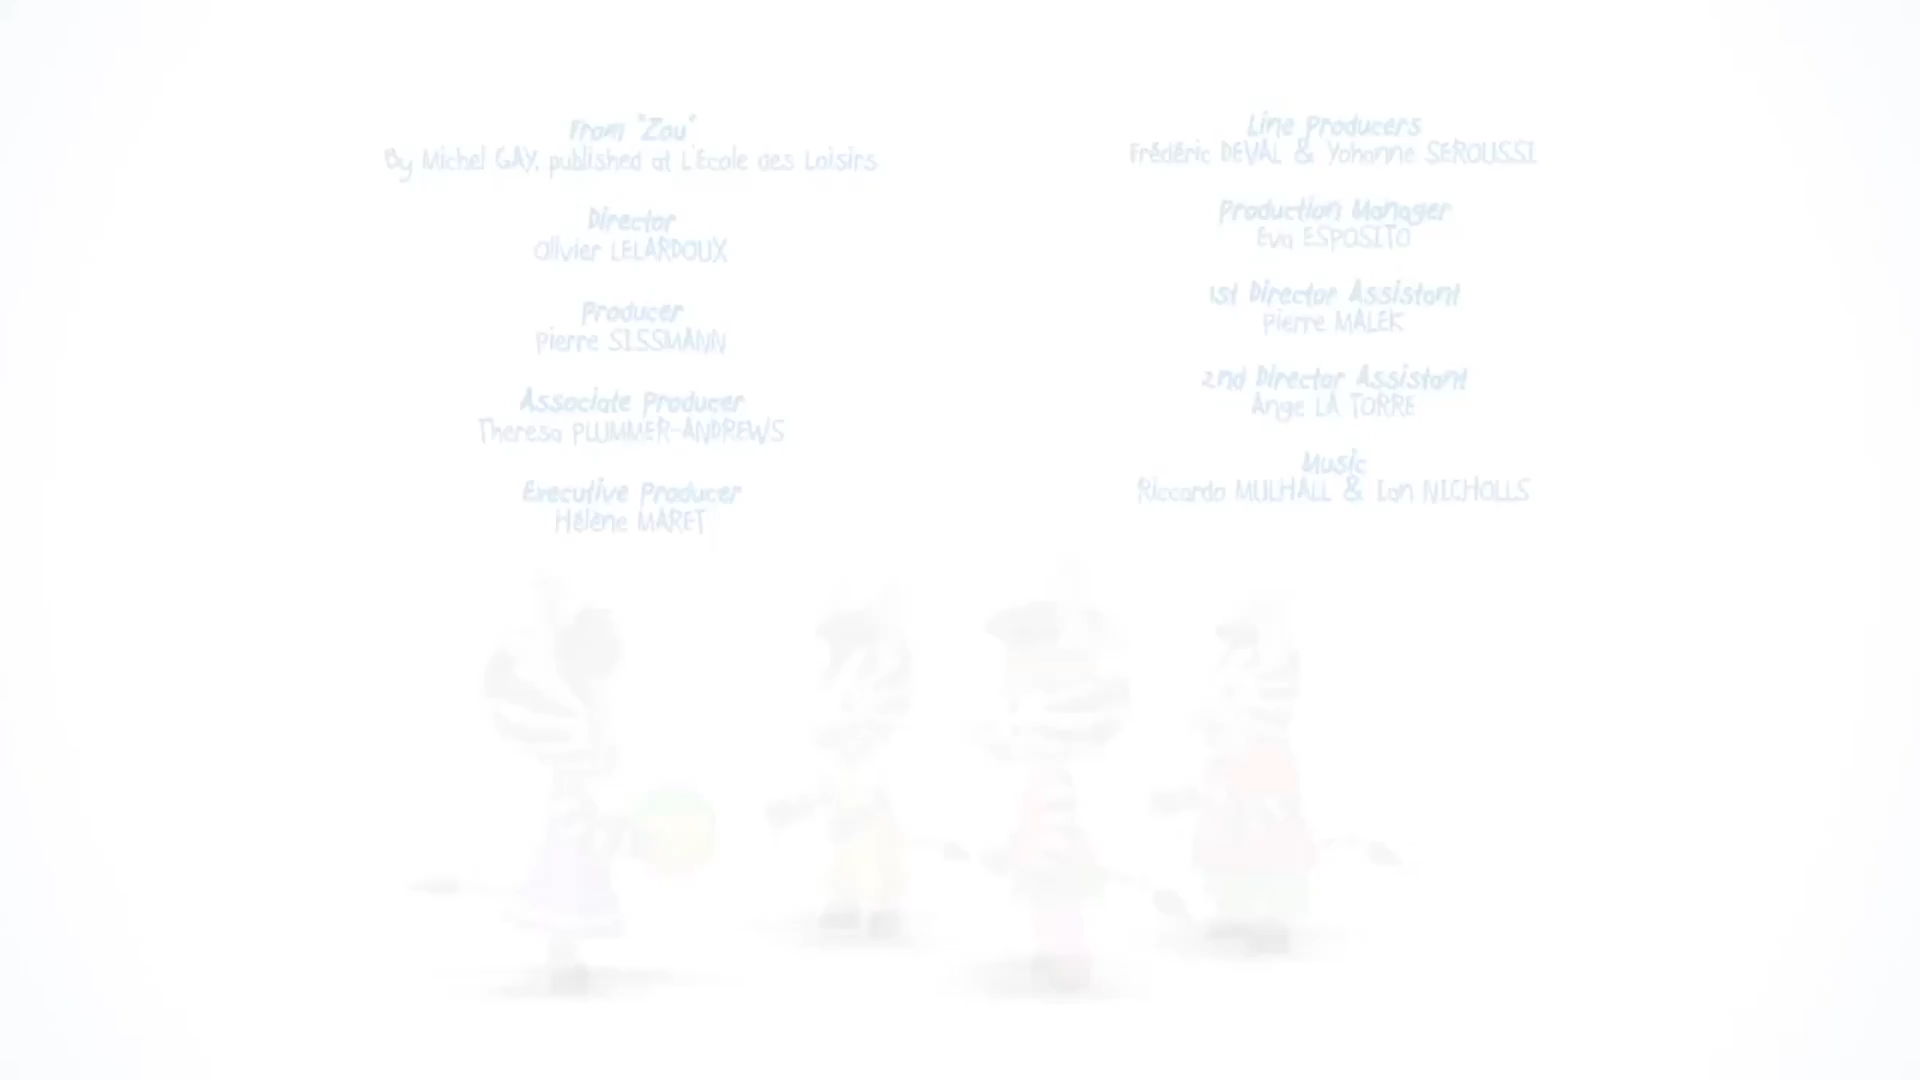 From "Zou"
By Michel GAY, published at L'Ecole des Loisirs
Director
Olivier LELARDOUX
Producer
Pierre SISSMANN
Associate Producer
Theresa PLUMMER-ANDREWS
Executive Producer
Hélène MARET
Line Producers
Frédéric DEVAL & Yohanne SEROUSSI
Production Manager
Eva ESPOSITO
1st Director Assistant
Pierre MALEK
2nd Director Assistant
Ange LA TORRE
Music
Riccardo MULHALL & Ian NICHOLLS